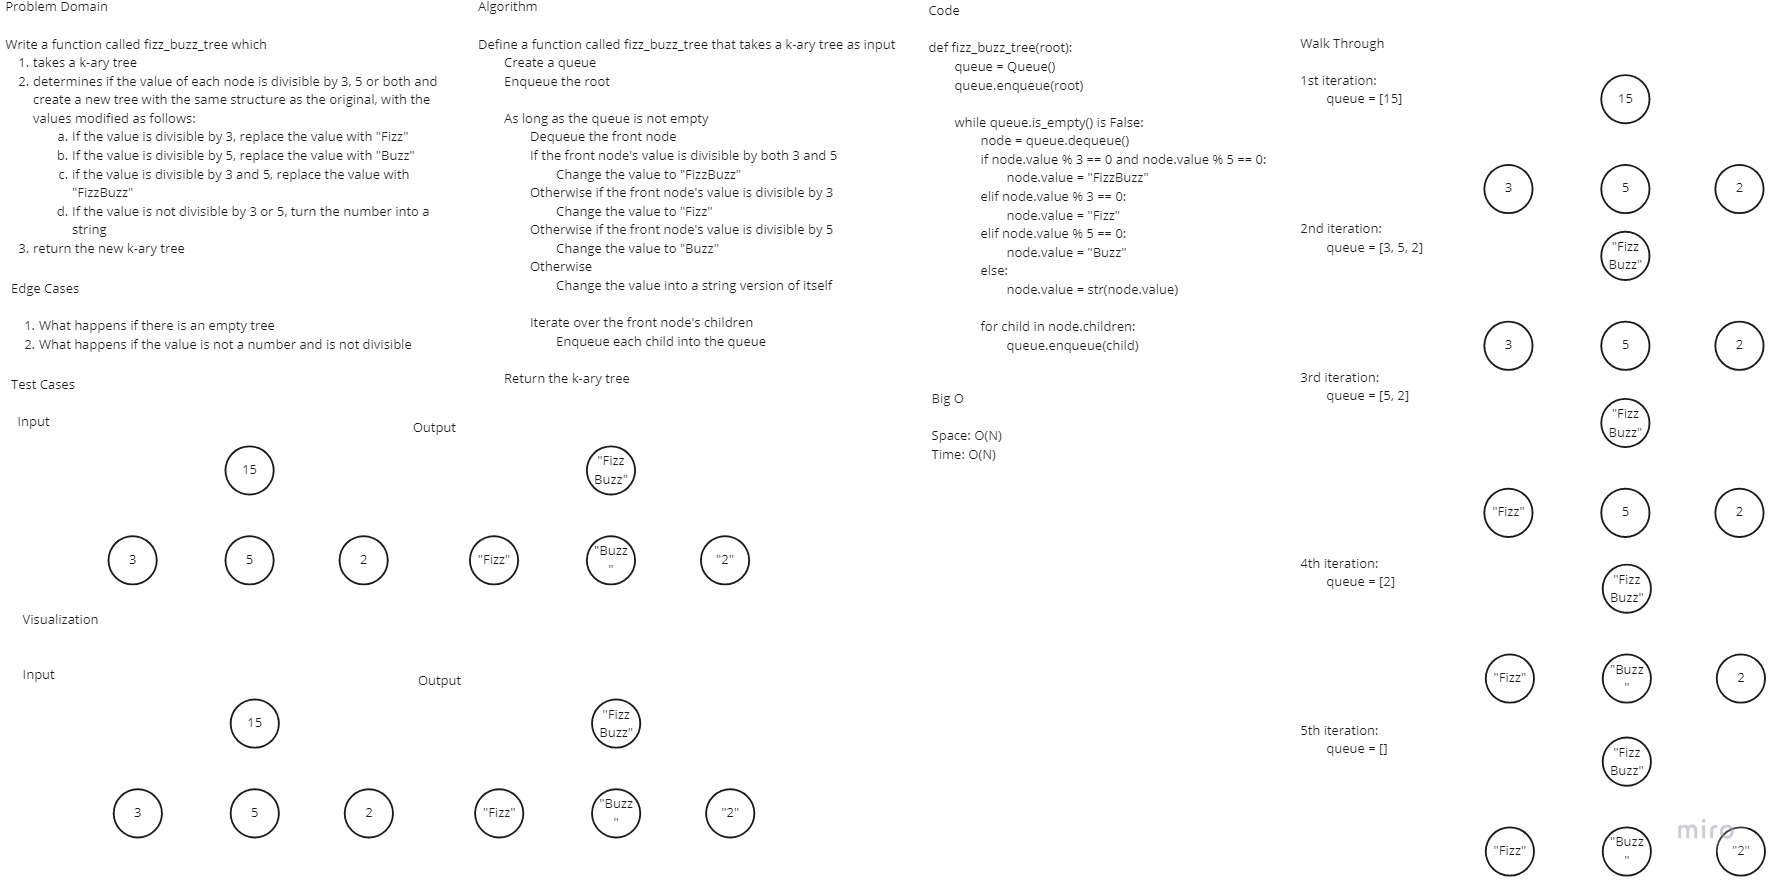 Problem Domain
Write a function called fizz_buzz_tree which
1. takes a k-ary tree
2. determines if the value of each node is divisible by 3, 5 or both and
create a new tree with the same structure as the original, with the
values modified as follows:
a. If the value is divisible by 3, replace the value with "Fizz"
b. If the value is divisible by 5, replace the value with "Buzz"
c. if the value is divisible by 3 and 5, replace the value with
"FizzBuzz"
d. If the value is not divisible by 3 or 5, turn the number into a
string
3. return the new k-ary tree
Edge Cases
1. What happens if there is an empty tree
2. What happens if the value is not a number and is not divisible
Test Cases
Input
Output
15
"Fizz
Buzz"
3
5
2
"Fizz"
"Buzz
"
"2"
Visualization
Input
Output
15
"Fizz
Buzz"
3
5
2
"Fizz"
"Buzz
"
"2"
Algorithm
Define a function called fizz_buzz_tree that takes a k-ary tree as input
Create a queue
Enqueue the root
As long as the queue is not empty
Dequeue the front node
If the front node's value is divisible by both 3 and 5
Change the value to "FizzBuzz"
Otherwise if the front node's value is divisible by 3
Change the value to "Fizz"
Otherwise if the front node's value is divisible by 5
Change the value to "Buzz"
Otherwise
Change the value into a string version of itself
Iterate over the front node's children
Enqueue each child into the queue
Return the k-ary tree
Code
def fizz_buzz_tree(root):
queue = Queue()
queue.enqueue(root)
while queue.is_empty() is False:
node = queue.dequeue()
if node.value % 3 == 0 and node.value % 5 == 0:
node.value = "FizzBuzz"
elif node.value % 3 == 0:
node.value = "Fizz"
elif node.value % 5 == 0:
node.value = "Buzz"
else:
node.value = str(node.value)
for child in node.children:
queue.enqueue(child)
Big O
Space: O(N)
Time: O(N)
Walk Through
1st iteration:
queue = [15]
15
3
5
2
2nd iteration:
queue = [3, 5, 2]
"Fizz
Buzz"
3
5
2
3rd iteration:
queue = [5, 2]
"Fizz
Buzz"
"Fizz"
5
2
4th iteration:
queue = [2]
"Fizz
Buzz"
"Fizz"
"Buzz
"
2
5th iteration:
queue = []
"Fizz
Buzz"
"Fizz"
"Buzz
"
"2"
miro